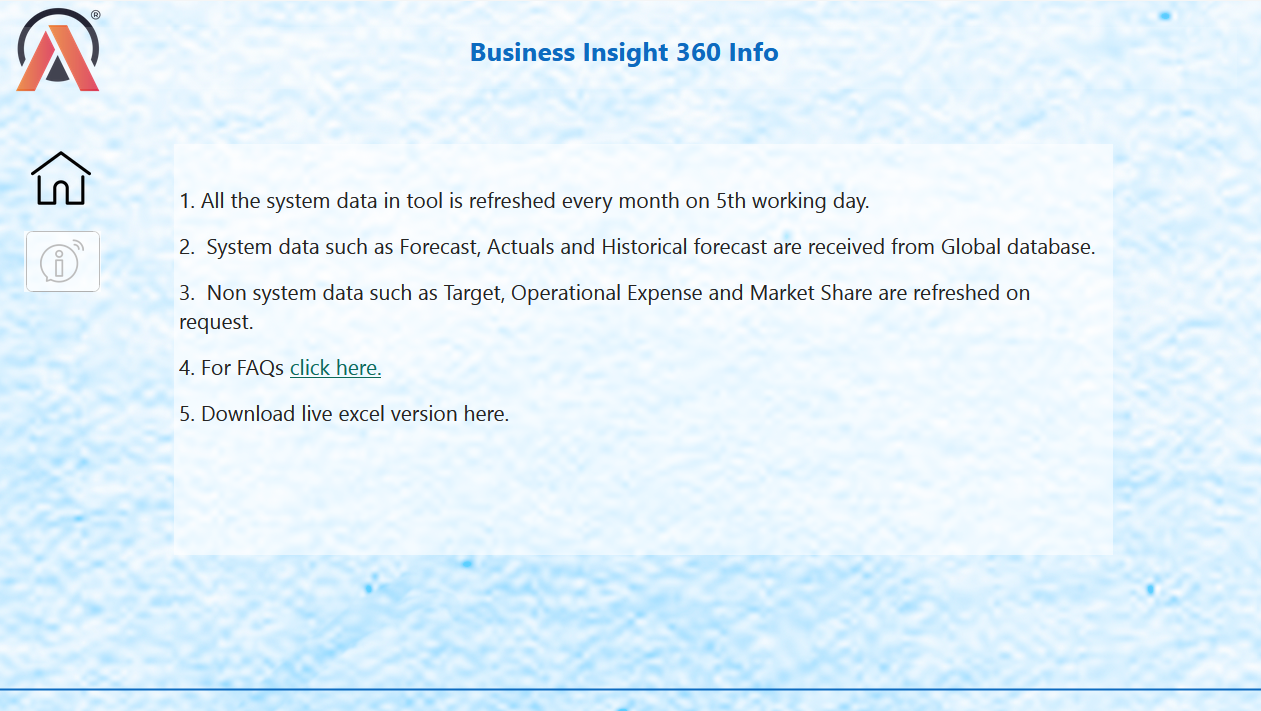 ®
Business Insight 360 Info
1. All the system data in tool is refreshed every month on 5th working day.
2.  System data such as Forecast, Actuals and Historical forecast are received from Global database.
3.  Non system data such as Target, Operational Expense and Market Share are refreshed on
request.
4. For FAQs click here.
5. Download live excel version here.